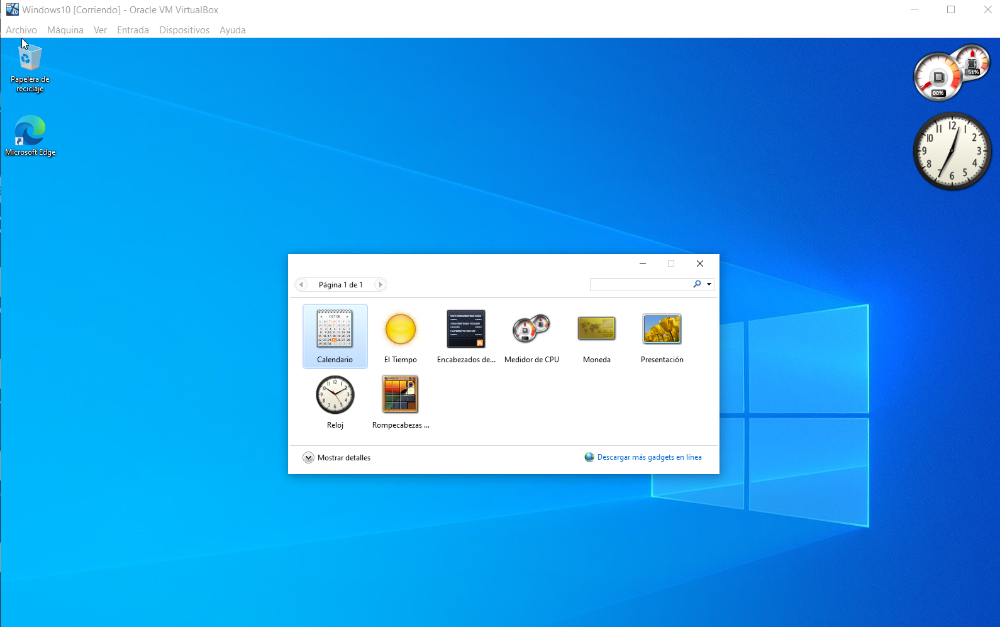 Windows10 [Corriendo] - Oracle VM VirtualBox
Archivo Máquina Ver Entrada Dispositivos Ayuda
Papelera de
reciclaje
Microsoft Edge
51%
00%
12
11 1
10 2
9 3
8 4
7 6 5
Página 1 de 1
OCT 06
Calendario
El Tiempo
Encabezados de...
Medidor de CPU
Moneda
Presentación
Reloj
Rompecabezas ...
Mostrar detalles
Descargar más gadgets en línea